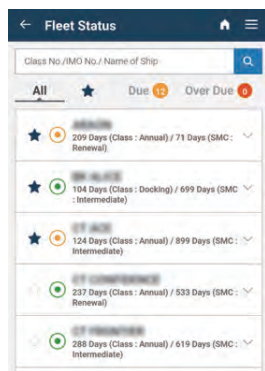 Fleet Status
Class No./IMO No./ Name of Ship
All Due 12 Over Due 0
209 Days (Class : Annual) / 71 Days (SMC :
Renewal)
104 Days (Class : Docking) / 699 Days (SMC
: Intermediate)
124 Days (Class : Annual) / 899 Days (SMC :
Intermediate)
237 Days (Class : Annual) / 533 Days (SMC :
Renewal)
288 Days (Class : Annual) / 619 Days (SMC :
Intermediate)